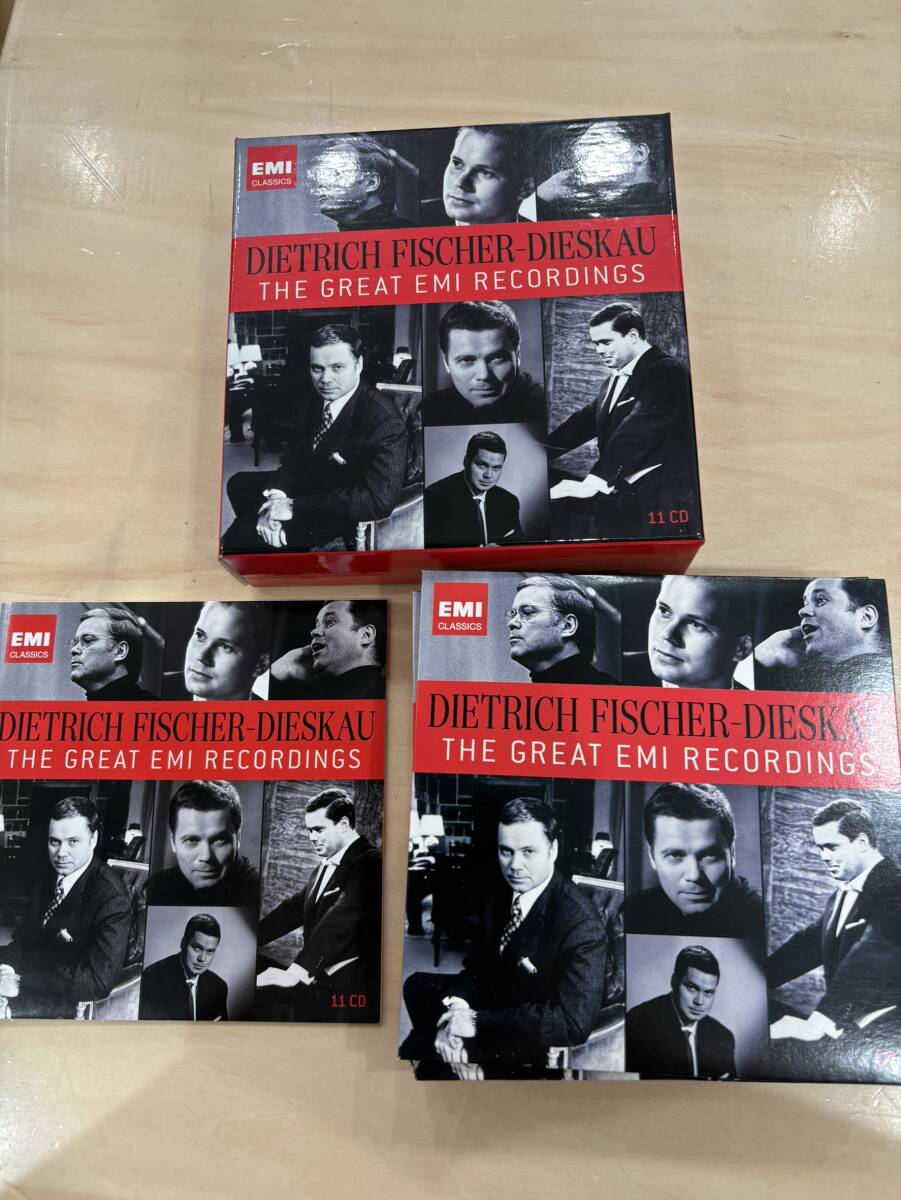 EMI
CLASSICS
DIETRICH FISCHER-DIESKAU
THE GREAT EMI RECORDINGS
11 CD
EMI
CLASSICS
DIETRICH FISCHER-DIESKAU
THE GREAT EMI RECORDINGS
11 CD
EMI
CLASSICS
DIETRICH FISCHER-DIESKAU
THE GREAT EMI RECORDINGS